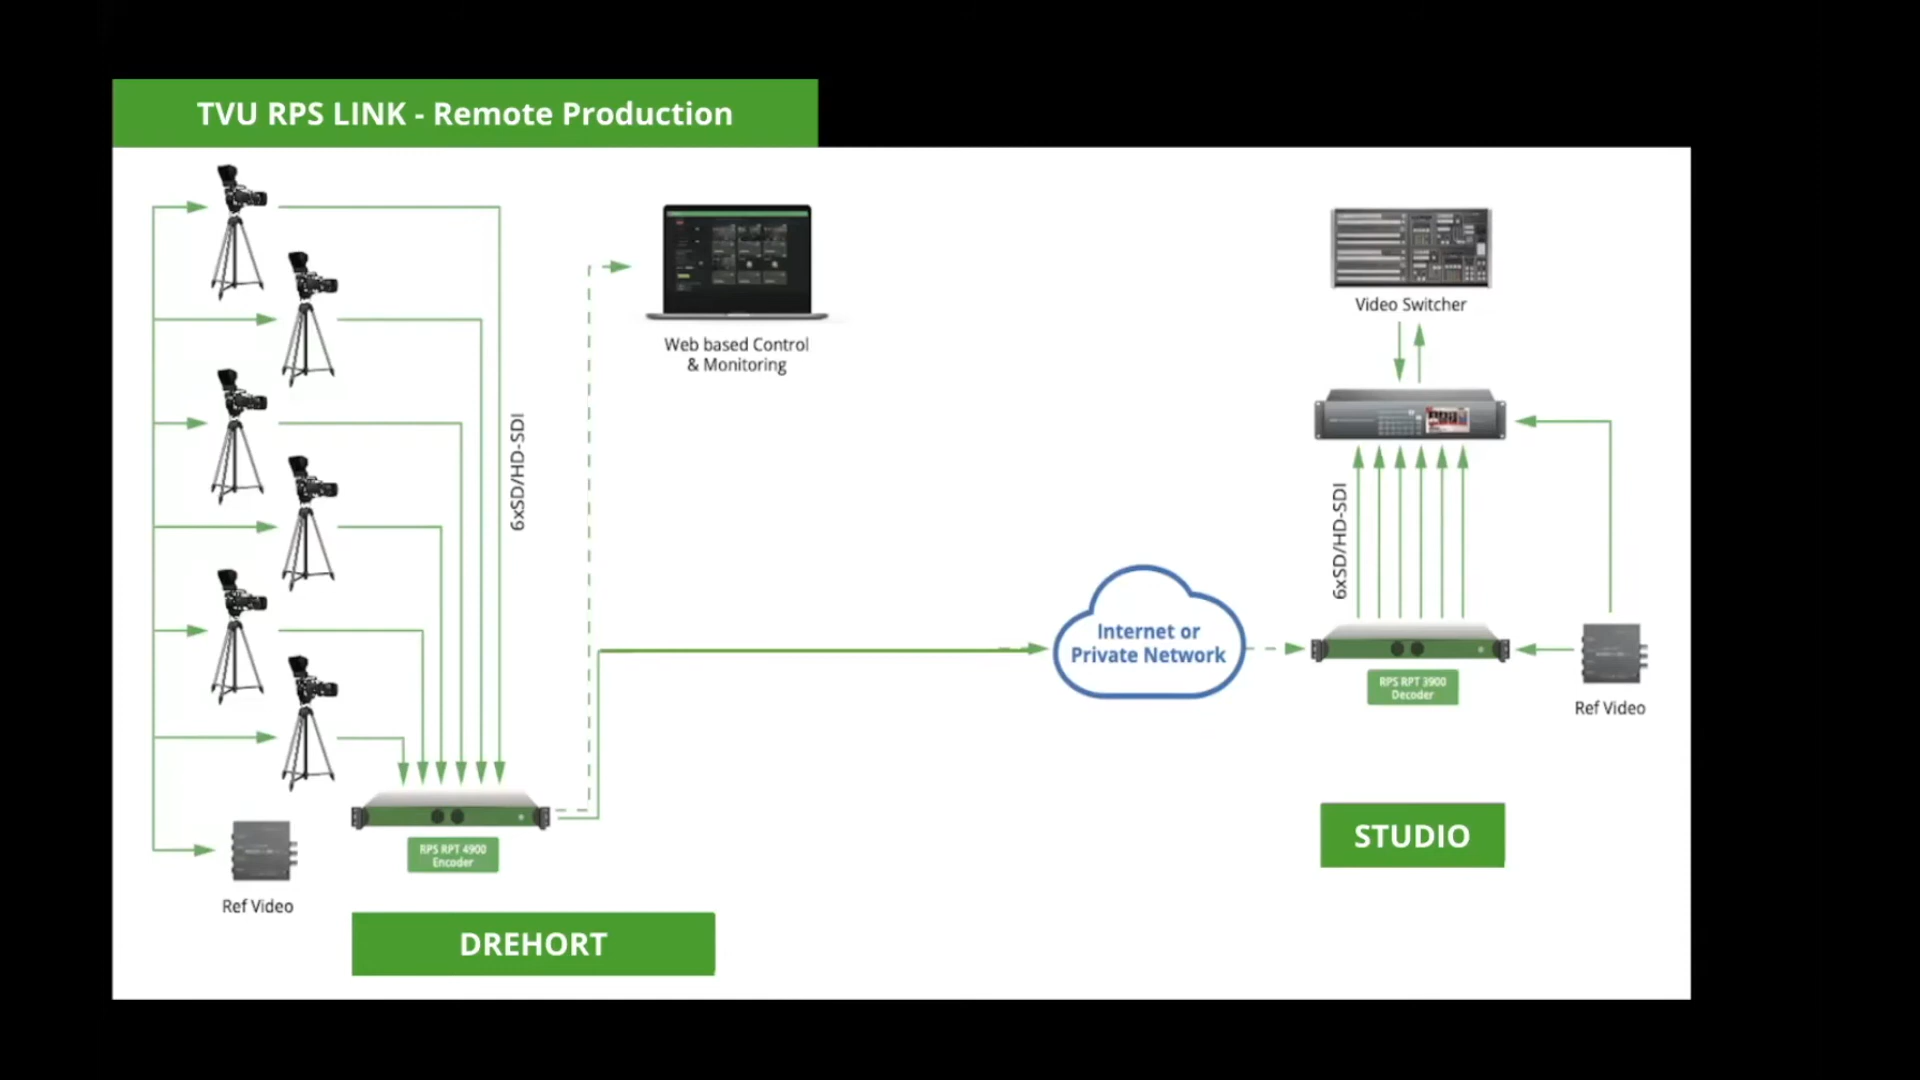 TVU RPS LINK - Remote Production
Web based Control
& Monitoring
Video Switcher
6xSD/HD-SDI
6xSD/HD-SDI
Internet or
Private Network
RPS RPT 3900
Decoder
Ref Video
STUDIO
RPS RPT 4900
Encoder
Ref Video
DREHORT